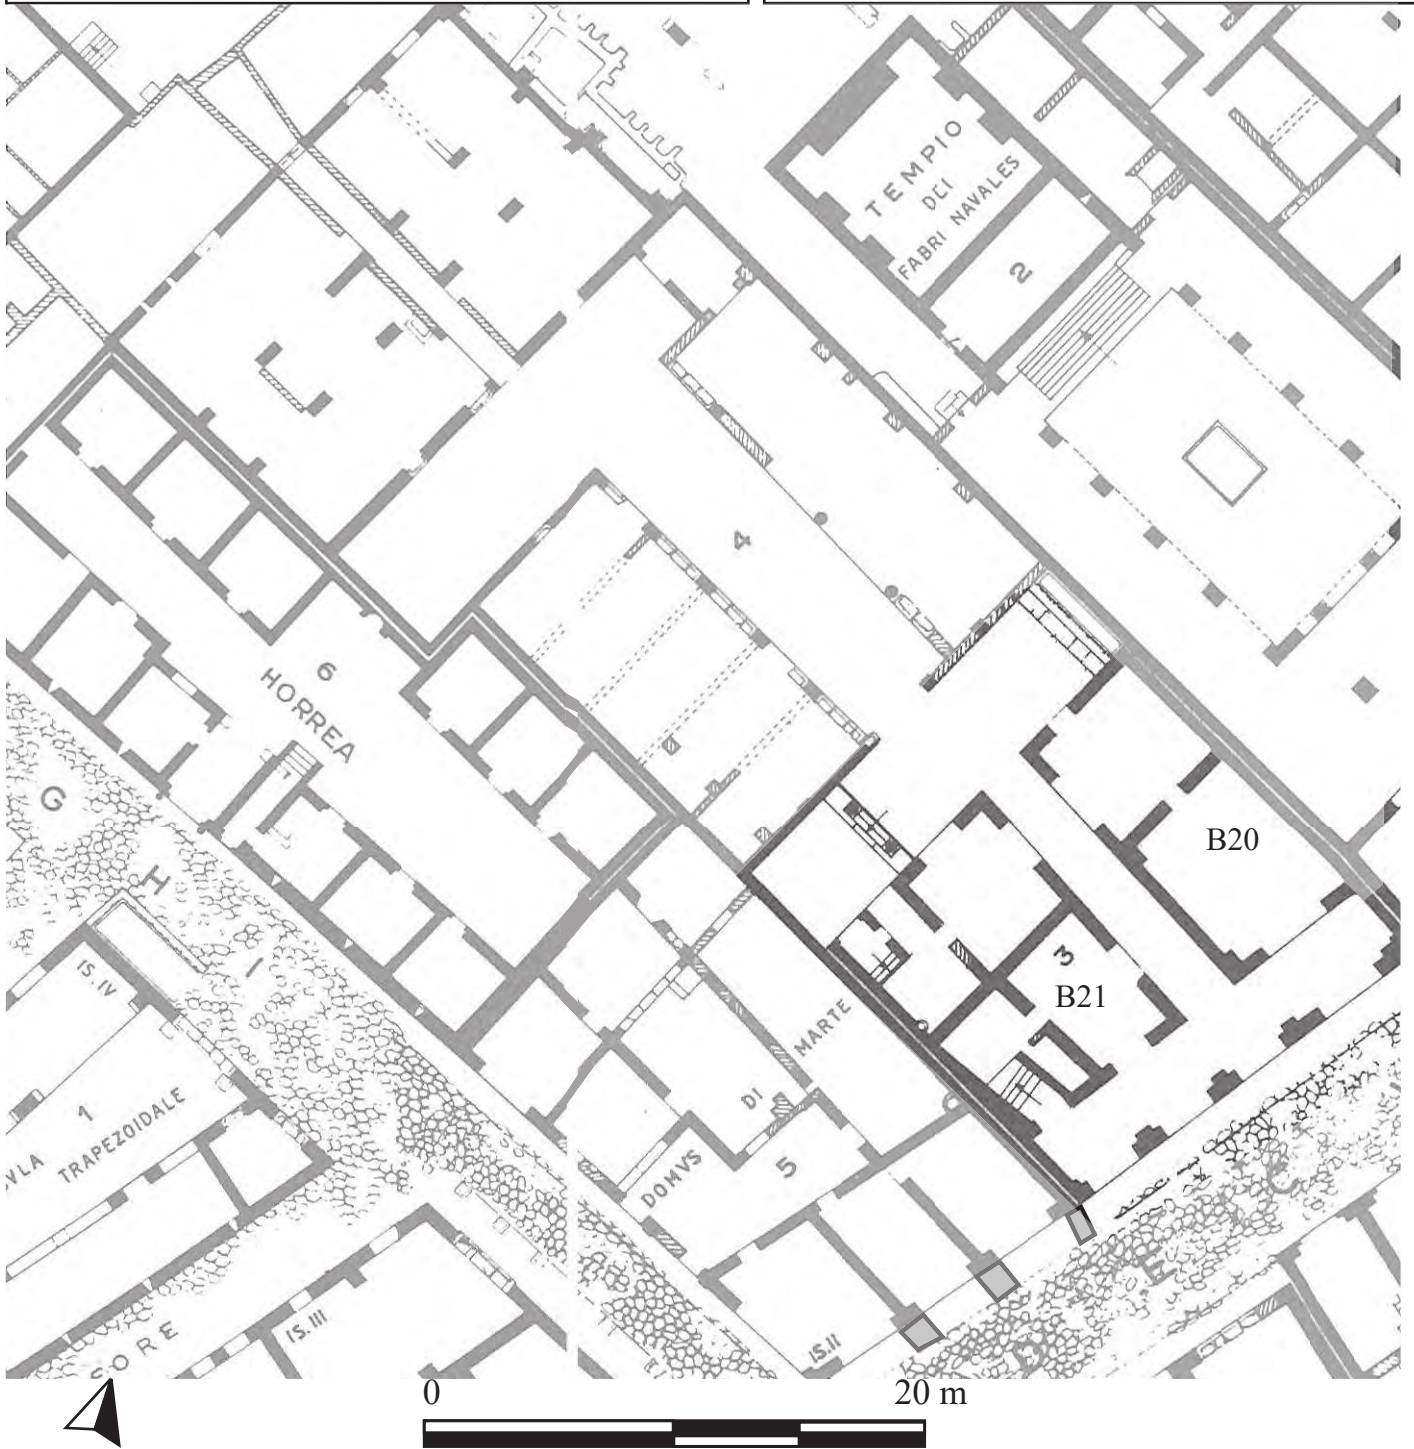 TEMPIO
DEI
FABRI NAVALES
2
4
6
HORREA
B20
3
B21
G
H
I
IS. IV
MARTE
DI
DOMVS
5
1
VLA
TRAPEZOIDALE
SORE
IS. III
IS. II
0
20 m